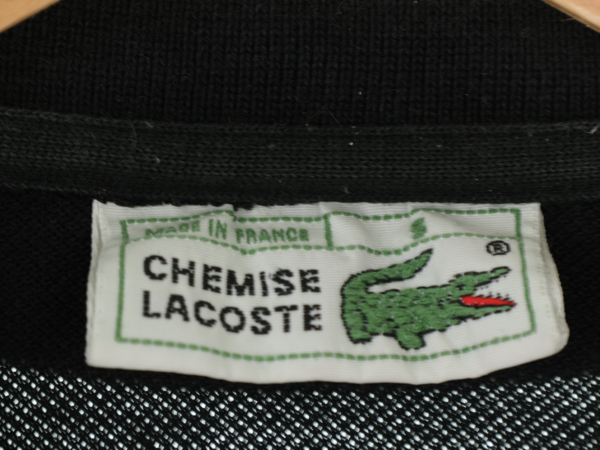 MADE IN FRANCE
S
®
CHEMISE
LACOSTE